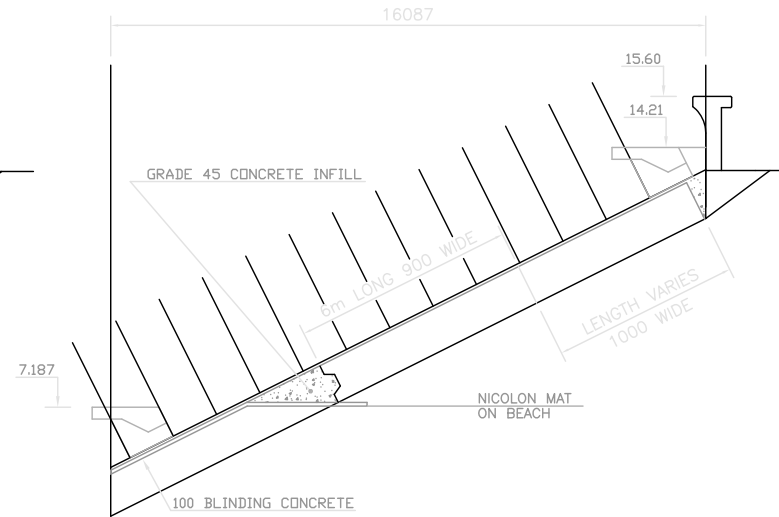 16087
15.60
14.21
GRADE 45 CONCRETE INFILL
6m LONG 900 WIDE
LENGTH VARIES
1000 WIDE
7.187
NICOLON MAT
ON BEACH
100 BLINDING CONCRETE